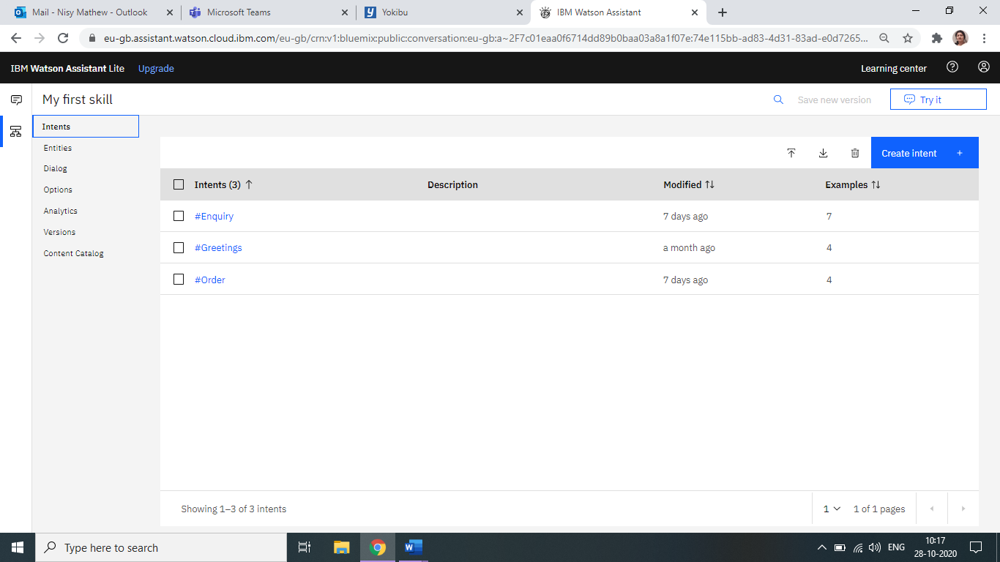 Mail - Nisy Mathew - Outlook
Microsoft Teams
Yokibu
IBM Watson Assistant
eu-gb.assistant.watson.cloud.ibm.com/eu-gb/crn:v1:bluemix:public:conversation:eu-gb:a~2F7c01eaa0f6714dd89b0baa03a8a1f07e:74e115bb-ad83-4d31-83ad-e0d7265...
IBM Watson Assistant Lite Upgrade Learning center
My first skill Save new version Try it
Intents
Entities
Dialog
Options
Analytics
Versions
Content Catalog
Create intent +
Intents (3) Description Modified Examples
#Enquiry 7 days ago 7
#Greetings a month ago 4
#Order 7 days ago 4
Showing 1–3 of 3 intents 1 1 of 1 pages
Type here to search
ENG
10:17
28-10-2020